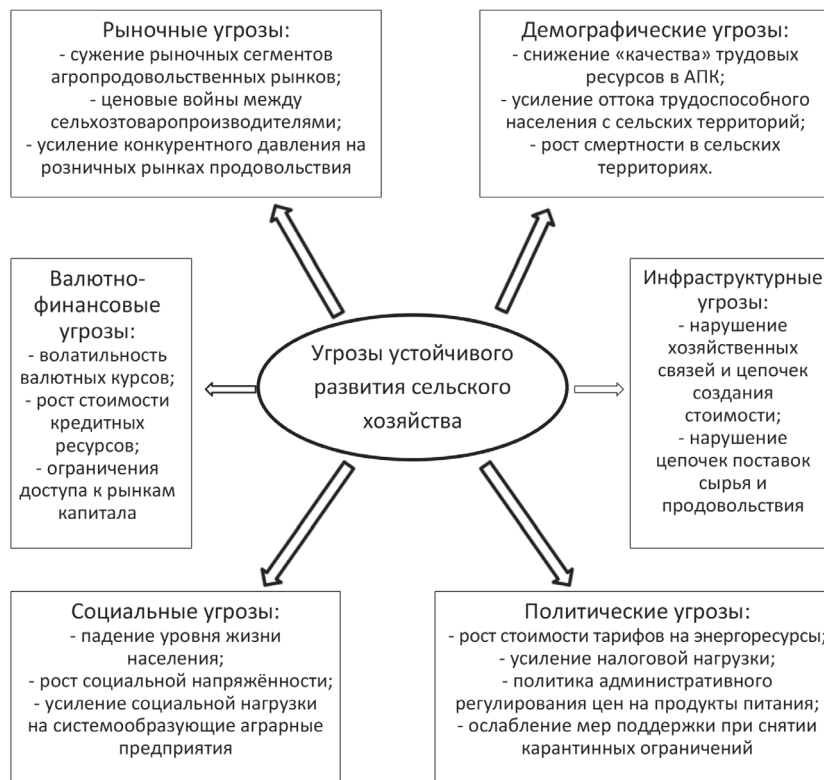 Рыночные угрозы:
- сужение рыночных сегментов
агропродовольственных рынков;
- ценовые войны между
сельхозтоваропроизводителями;
- усиление конкурентного давления на
розничных рынках продовольствия
Демографические угрозы:
- снижение «качества» трудовых
ресурсов в АПК;
- усиление оттока трудоспособного
населения с сельских территорий;
- рост смертности в сельских
территориях.
Валютно-
финансовые
угрозы:
- волатильность
валютных курсов;
- рост стоимости
кредитных
ресурсов;
- ограничения
доступа к рынкам
капитала
Угрозы устойчивого
развития сельского
хозяйства
Инфраструктурные
угрозы:
- нарушение
хозяйственных
связей и цепочек
создания
стоимости;
- нарушение
цепочек поставок
сырья и
продовольствия
Социальные угрозы:
- падение уровня жизни
населения;
- рост социальной напряжённости;
- усиление социальной нагрузки
на системообразующие аграрные
предприятия
Политические угрозы:
- рост стоимости тарифов на энергоресурсы;
- усиление налоговой нагрузки;
- политика административного
регулирования цен на продукты питания;
- ослабление мер поддержки при снятии
карантинных ограничений